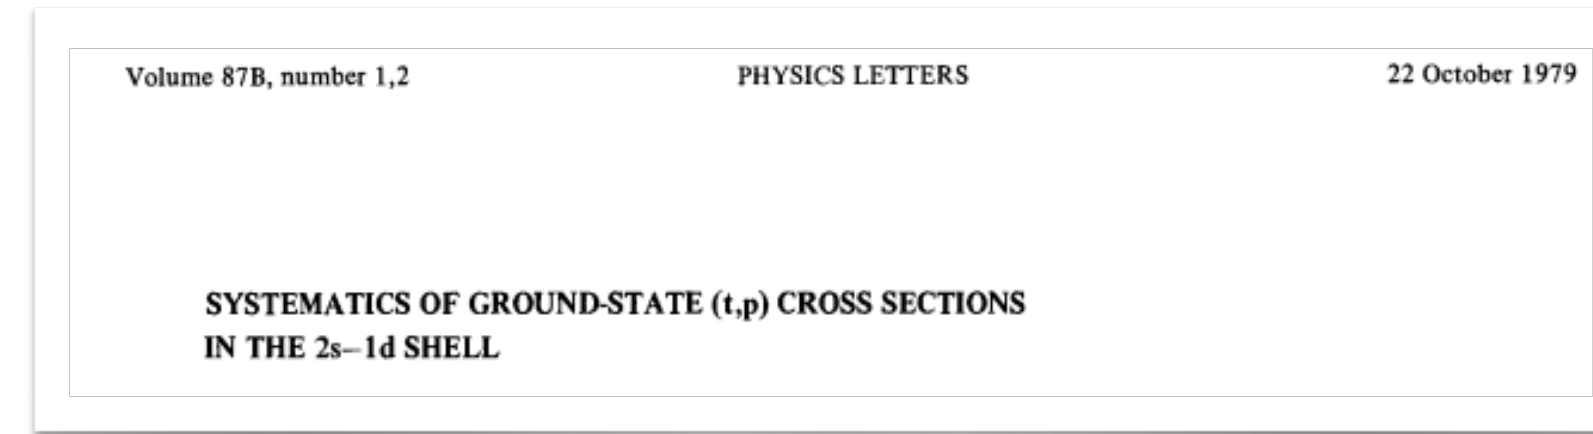 Volume 87B, number 1,2 PHYSICS LETTERS 22 October 1979
SYSTEMATICS OF GROUND-STATE (t,p) CROSS SECTIONS
IN THE 2s–1d SHELL